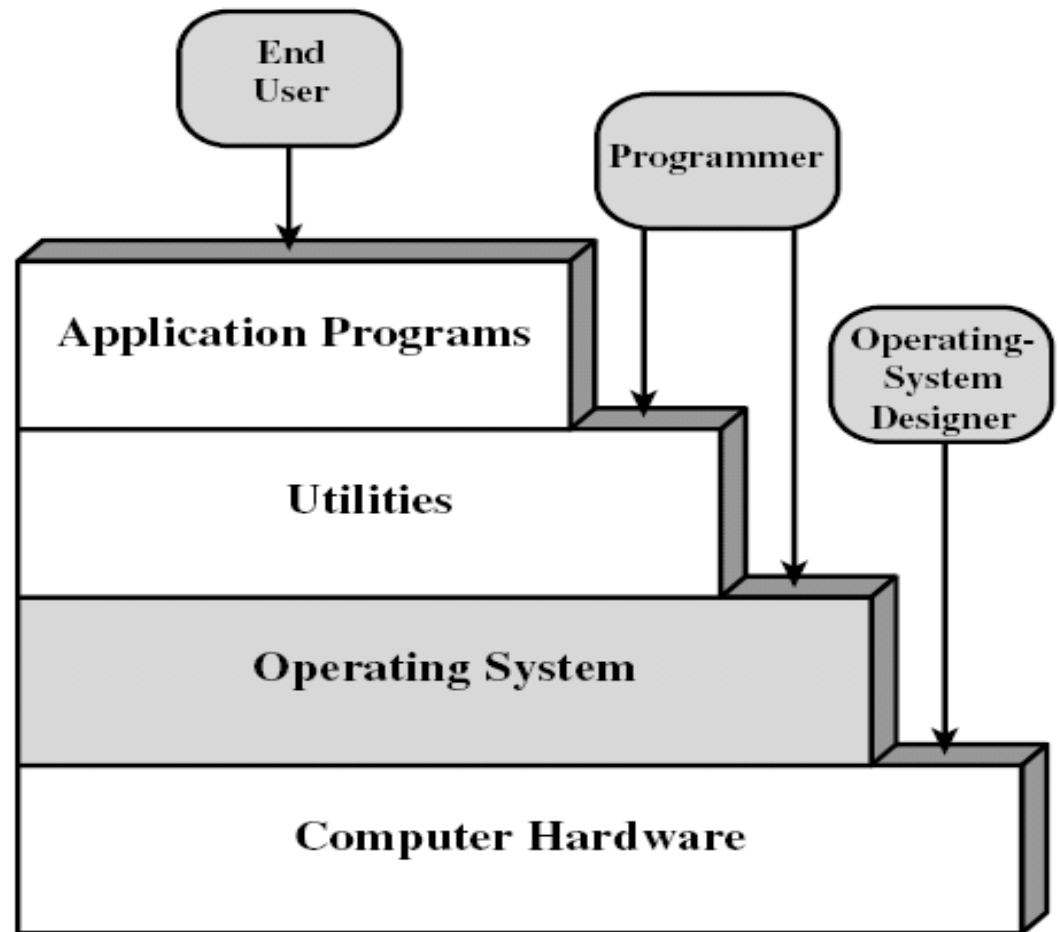 End
User
Programmer
Application Programs
Operating-
System
Designer
Utilities
Operating System
Computer Hardware